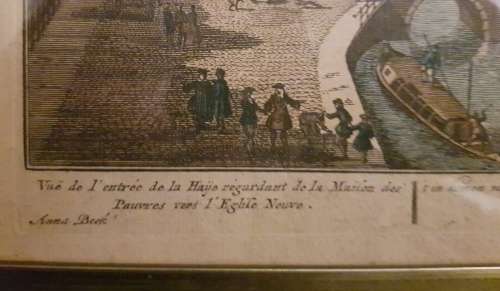 Vuë de l'entrée de la Haÿe regardant de la Maison des
Pauvres vers l'Eglise Neuve.
Anna Beek